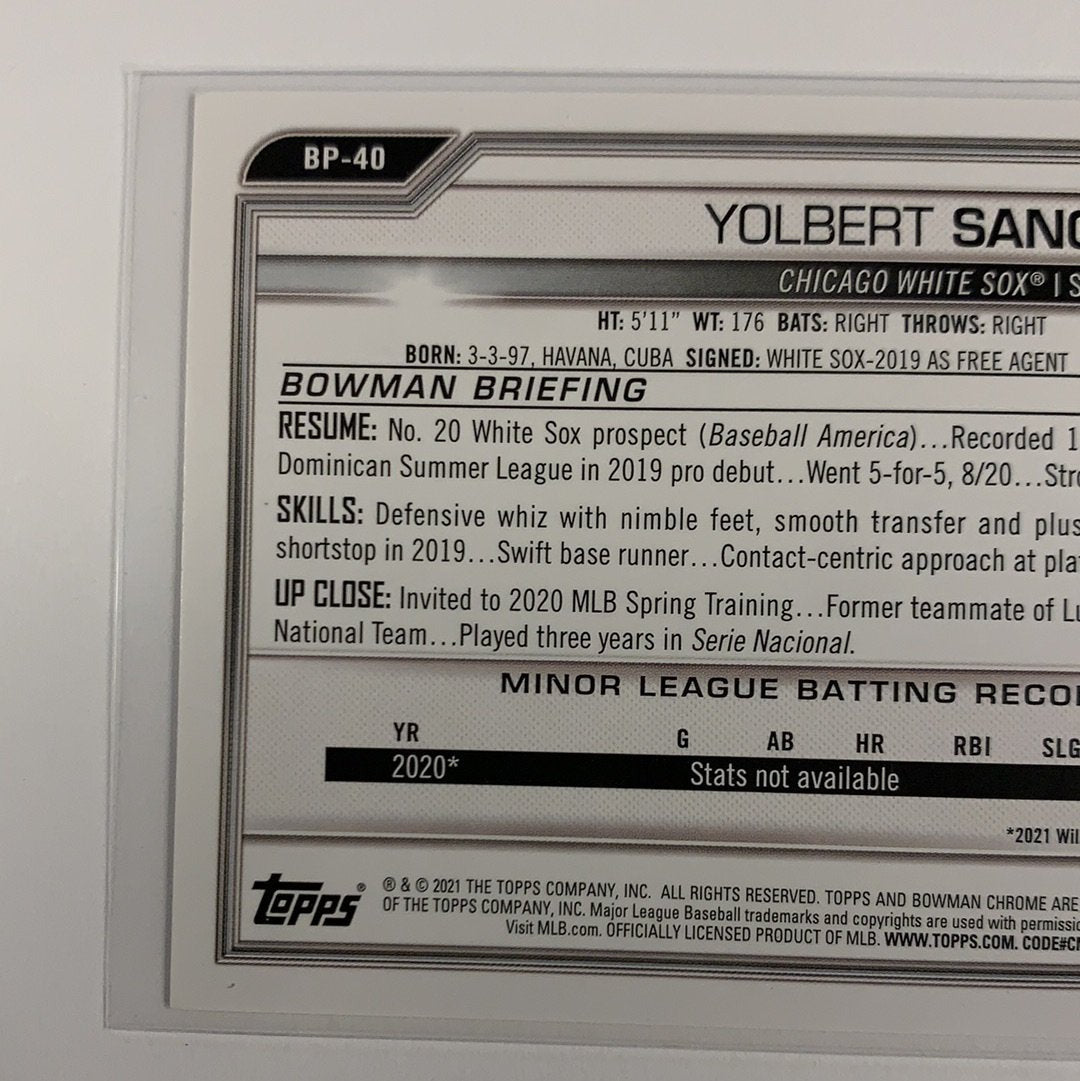 BP-40
YOLBERT SANC
CHICAGO WHITE SOX® | S
HT: 5'11" WT: 176 BATS: RIGHT THROWS: RIGHT
BORN: 3-3-97, HAVANA, CUBA SIGNED: WHITE SOX-2019 AS FREE AGENT
BOWMAN BRIEFING
RESUME: No. 20 White Sox prospect (Baseball America)...Recorded 1
Dominican Summer League in 2019 pro debut...Went 5-for-5, 8/20...Stro
SKILLS: Defensive whiz with nimble feet, smooth transfer and plus
shortstop in 2019...Swift base runner...Contact-centric approach at pla
UP CLOSE: Invited to 2020 MLB Spring Training...Former teammate of Lu
National Team...Played three years in Serie Nacional.
MINOR LEAGUE BATTING RECO
YR G AB HR RBI SLG
2020* Stats not available
*2021 Wil
topps® ® & © 2021 THE TOPPS COMPANY, INC. ALL RIGHTS RESERVED. TOPPS AND BOWMAN CHROME ARE
OF THE TOPPS COMPANY, INC. Major League Baseball trademarks and copyrights are used with permissio
Visit MLB.com. OFFICIALLY LICENSED PRODUCT OF MLB. WWW.TOPPS.COM. CODE#C